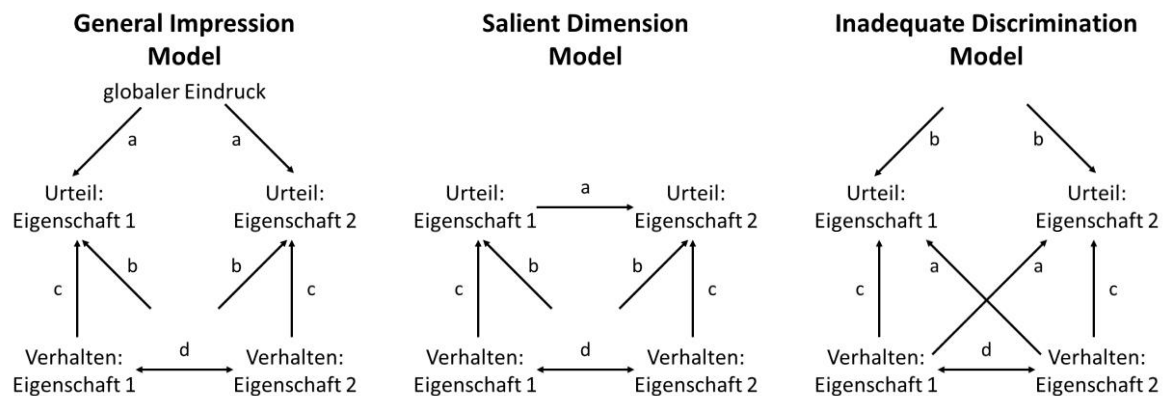 General Impression
Model
globaler Eindruck
a
a
Urteil:
Eigenschaft 1
Urteil:
Eigenschaft 2
b
b
c
c
Verhalten:
Eigenschaft 1
d
Verhalten:
Eigenschaft 2
Salient Dimension
Model
Urteil:
Eigenschaft 1
a
Urteil:
Eigenschaft 2
b
b
c
c
Verhalten:
Eigenschaft 1
d
Verhalten:
Eigenschaft 2
Inadequate Discrimination
Model
b
b
Urteil:
Eigenschaft 1
Urteil:
Eigenschaft 2
a
a
c
c
Verhalten:
Eigenschaft 1
d
Verhalten:
Eigenschaft 2